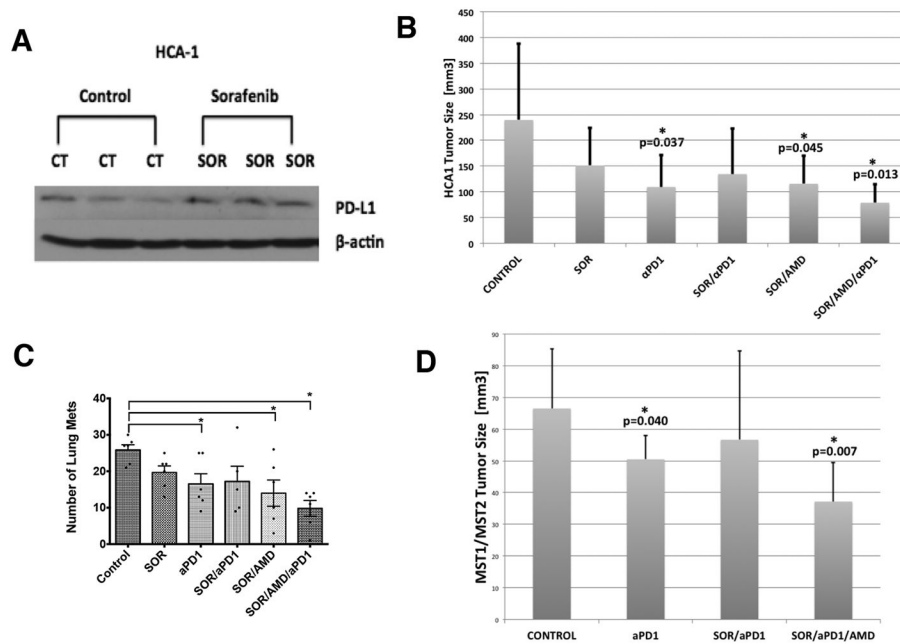 A
HCA-1
Control Sorafenib
CT CT CT SOR SOR SOR
PD-L1
β-actin
B
HCA1 Tumor Size [mm3]
450
400
350
300
250
200
150
100
50
0
*
p=0.037
*
p=0.045
*
p=0.013
CONTROL
SOR
αPD1
SOR/αPD1
SOR/AMD
SOR/AMD/αPD1
C
Number of Lung Mets
40
30
20
10
0
*
*
*
Control
SOR
aPD1
SOR/aPD1
SOR/AMD
SOR/AMD/aPD1
D
MST1/MST2 Tumor Size [mm3]
90
80
70
60
50
40
30
20
10
0
*
p=0.040
*
p=0.007
CONTROL aPD1 SOR/aPD1 SOR/aPD1/AMD